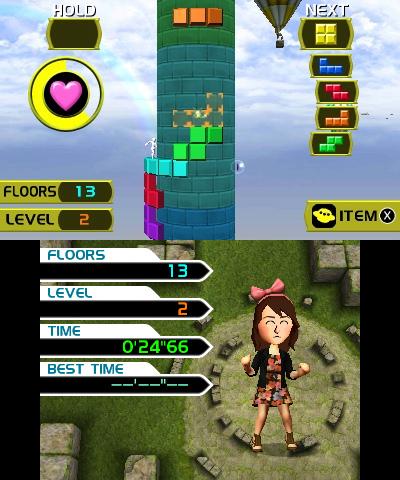 HOLD
NEXT
FLOORS 13
LEVEL 2
ITEM X
FLOORS
13
LEVEL
2
TIME
0'24"66
BEST TIME
--'--"--